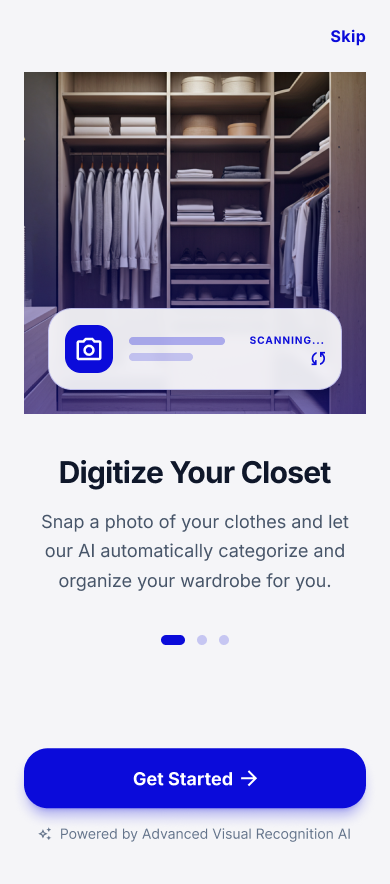 Skip
SCANNING...
Digitize Your Closet
Snap a photo of your clothes and let
our AI automatically categorize and
organize your wardrobe for you.
Get Started →
Powered by Advanced Visual Recognition AI